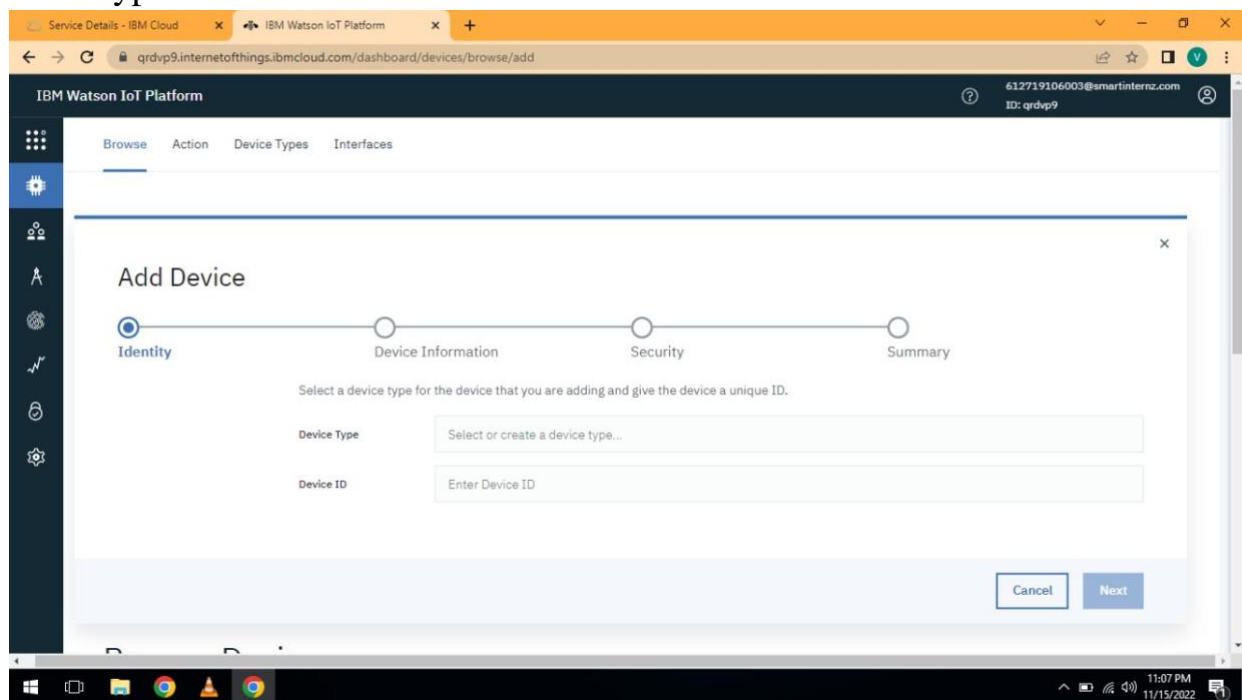 Service Details - IBM Cloud
IBM Watson IoT Platform
qrdvp9.internetofthings.ibmcloud.com/dashboard/devices/browse/add
V
IBM Watson IoT Platform
612719106003@smartinternz.com
ID: qrdvp9
Browse Action Device Types Interfaces
Add Device
Identity Device Information Security Summary
Select a device type for the device that you are adding and give the device a unique ID.
Device Type Select or create a device type...
Device ID Enter Device ID
Cancel Next
11:07 PM
11/15/2022